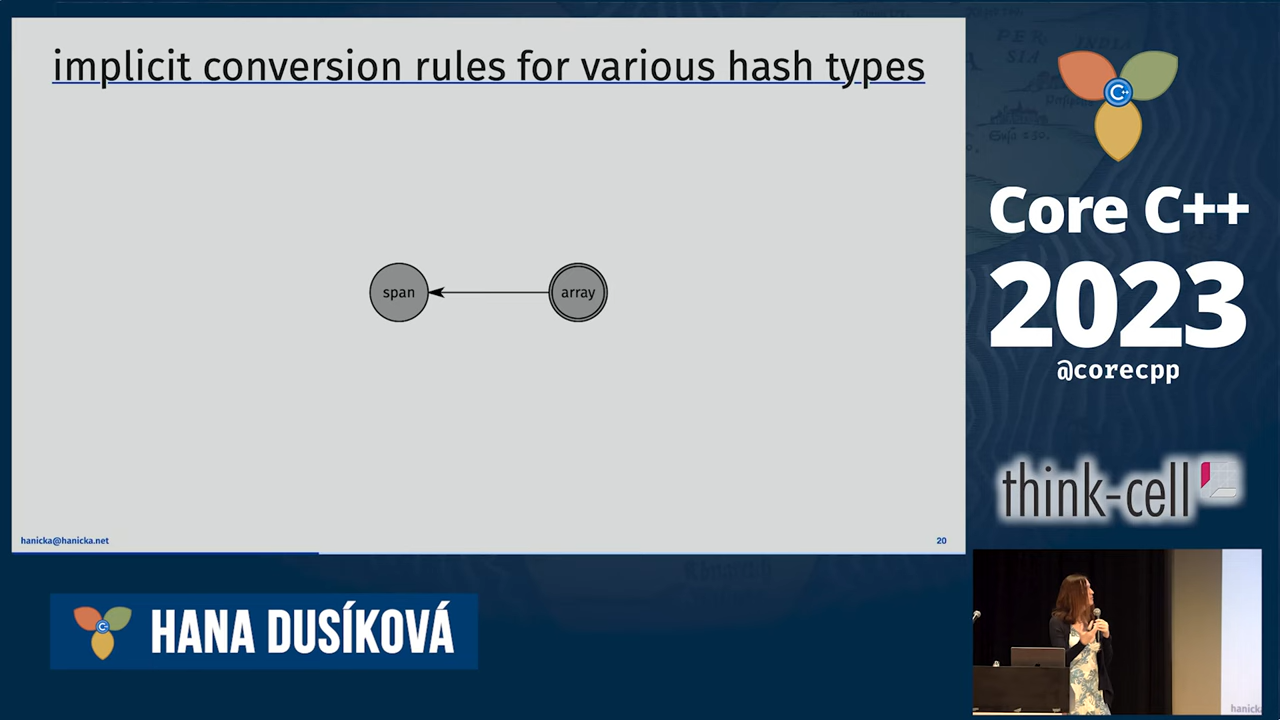 implicit conversion rules for various hash types
span
array
hanicka@hanicka.net
20
HANA DUSÍKOVÁ
Core C++
2023
@corecpp
think-cell